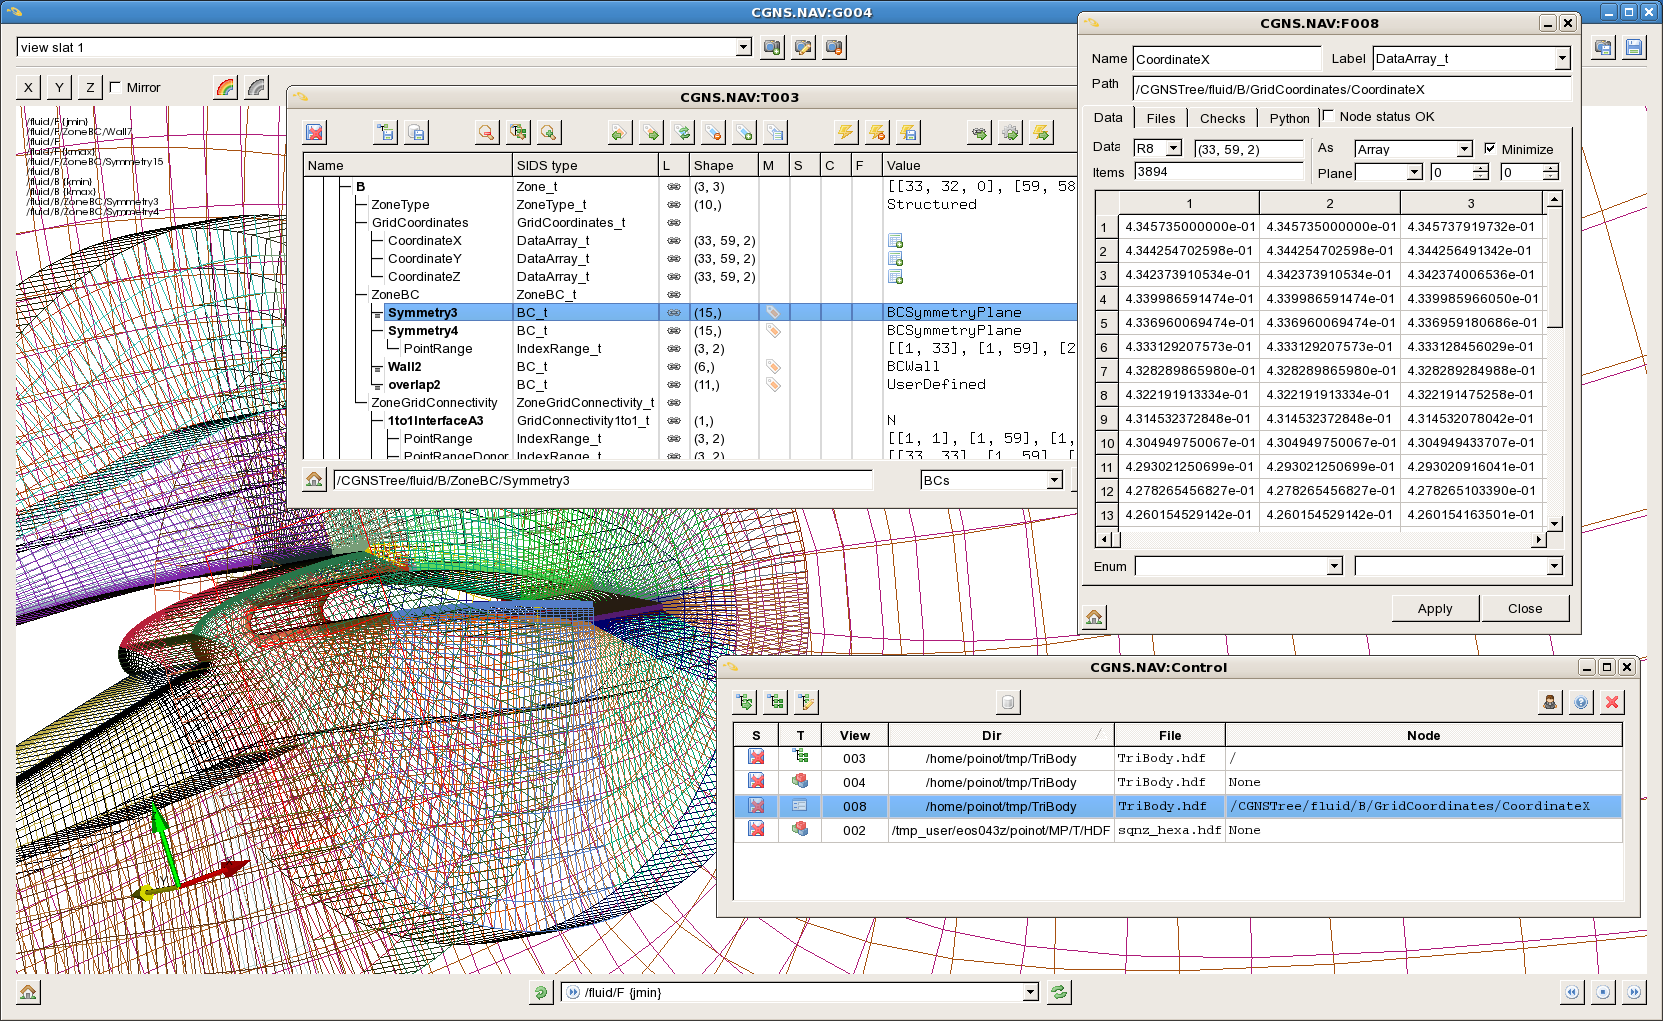 CGNS.NAV:G004
view slat 1
X Y Z Mirror
/fluid/F {jmin}
/fluid/F/ZoneBC/Wall7
/fluid/F
/fluid/F {kmax}
/fluid/F/ZoneBC/Symmetry15
/fluid/B
/fluid/B {kmin}
/fluid/B {kmax}
/fluid/B/ZoneBC/Symmetry3
/fluid/B/ZoneBC/Symmetry4
CGNS.NAV:T003
Name SIDS type L Shape M S C F Value
B Zone_t (3, 3) [[33, 32, 0], [59, 58
ZoneType ZoneType_t (10,) Structured
GridCoordinates GridCoordinates_t
CoordinateX DataArray_t (33, 59, 2)
CoordinateY DataArray_t (33, 59, 2)
CoordinateZ DataArray_t (33, 59, 2)
ZoneBC ZoneBC_t
Symmetry3 BC_t (15,) BCSymmetryPlane
Symmetry4 BC_t (15,) BCSymmetryPlane
PointRange IndexRange_t (3, 2) [[1, 33], [1, 59], [2
Wall2 BC_t (6,) BCWall
overlap2 BC_t (11,) UserDefined
ZoneGridConnectivity ZoneGridConnectivity_t
1to1InterfaceA3 GridConnectivity1to1_t (1,) N
PointRange IndexRange_t (3, 2) [[1, 1], [1, 59], [1,
PointRangeDonor IndexRange_t (3, 2) [[33, 33], [1, 59], [
/CGNSTree/fluid/B/ZoneBC/Symmetry3 BCs
CGNS.NAV:F008
Name CoordinateX Label DataArray_t
Path /CGNSTree/fluid/B/GridCoordinates/CoordinateX
Data Files Checks Python Node status OK
Data R8 (33, 59, 2) As Array Minimize
Items 3894 Plane 0 0
1 2 3
1 4.345735000000e-01 4.345735000000e-01 4.345737919732e-01
2 4.344254702598e-01 4.344254702598e-01 4.344256491342e-01
3 4.342373910534e-01 4.342373910534e-01 4.342374006536e-01
4 4.339986591474e-01 4.339986591474e-01 4.339985966050e-01
5 4.336960069474e-01 4.336960069474e-01 4.336959180686e-01
6 4.333129207573e-01 4.333129207573e-01 4.333128456029e-01
7 4.328289865980e-01 4.328289865980e-01 4.328289284988e-01
8 4.322191913334e-01 4.322191913334e-01 4.322191475258e-01
9 4.314532372848e-01 4.314532372848e-01 4.314532078042e-01
10 4.304949750067e-01 4.304949750067e-01 4.304949433707e-01
11 4.293021250699e-01 4.293021250699e-01 4.293020916041e-01
12 4.278265456827e-01 4.278265456827e-01 4.278265103390e-01
13 4.260154529142e-01 4.260154529142e-01 4.260154163501e-01
Enum
Apply Close
CGNS.NAV:Control
S T View Dir File Node
003 /home/poinot/tmp/TriBody TriBody.hdf /
004 /home/poinot/tmp/TriBody TriBody.hdf None
008 /home/poinot/tmp/TriBody TriBody.hdf /CGNSTree/fluid/B/GridCoordinates/CoordinateX
002 /tmp_user/eos043z/poinot/MP/T/HDF sqnz_hexa.hdf None
/fluid/F {jmin}